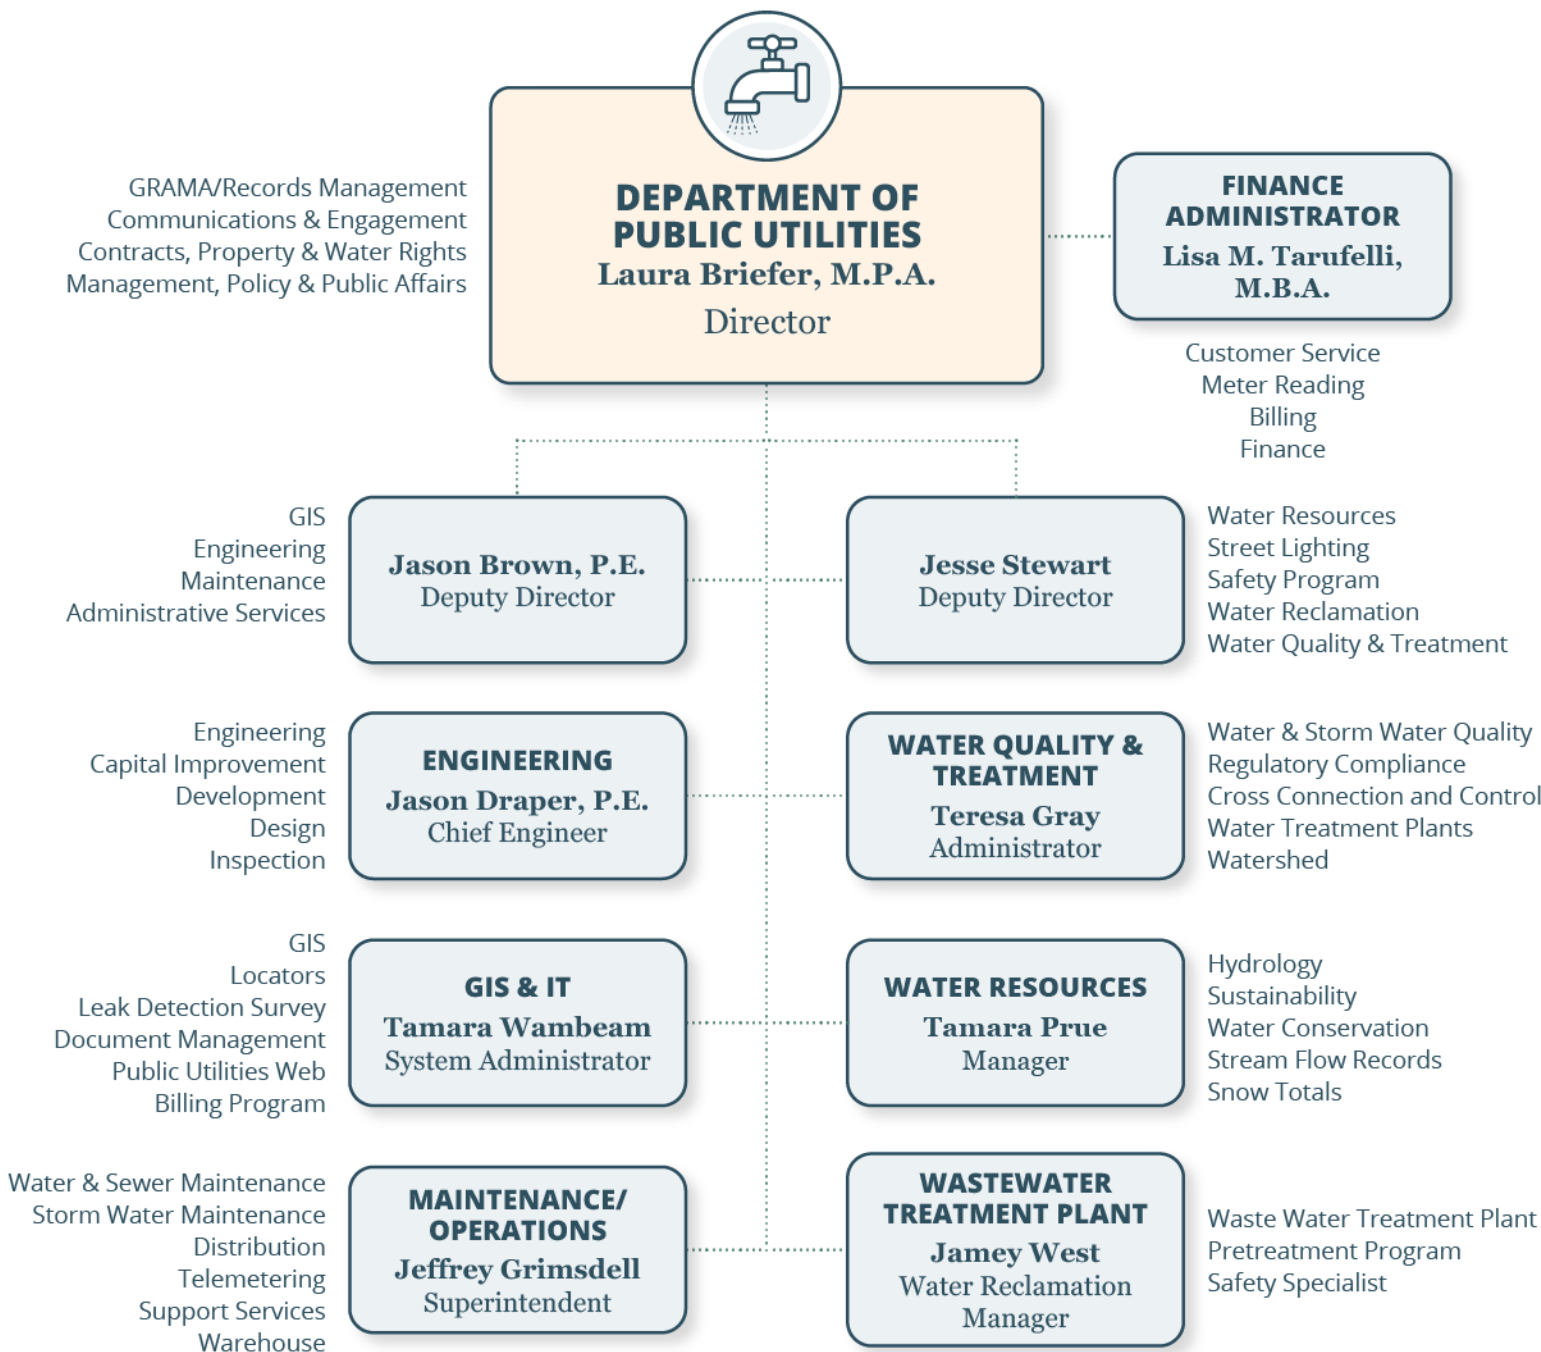 GRAMA/Records Management
Communications & Engagement
Contracts, Property & Water Rights
Management, Policy & Public Affairs
DEPARTMENT OF
PUBLIC UTILITIES
Laura Briefer, M.P.A.
Director
FINANCE
ADMINISTRATOR
Lisa M. Tarufelli,
M.B.A.
Customer Service
Meter Reading
Billing
Finance
GIS
Engineering
Maintenance
Administrative Services
Jason Brown, P.E.
Deputy Director
Jesse Stewart
Deputy Director
Water Resources
Street Lighting
Safety Program
Water Reclamation
Water Quality & Treatment
Engineering
Capital Improvement
Development
Design
Inspection
ENGINEERING
Jason Draper, P.E.
Chief Engineer
WATER QUALITY &
TREATMENT
Teresa Gray
Administrator
Water & Storm Water Quality
Regulatory Compliance
Cross Connection and Control
Water Treatment Plants
Watershed
GIS
Locators
Leak Detection Survey
Document Management
Public Utilities Web
Billing Program
GIS & IT
Tamara Wambeam
System Administrator
WATER RESOURCES
Tamara Prue
Manager
Hydrology
Sustainability
Water Conservation
Stream Flow Records
Snow Totals
Water & Sewer Maintenance
Storm Water Maintenance
Distribution
Telemetering
Support Services
Warehouse
MAINTENANCE/
OPERATIONS
Jeffrey Grimsdell
Superintendent
WASTEWATER
TREATMENT PLANT
Jamey West
Water Reclamation
Manager
Waste Water Treatment Plant
Pretreatment Program
Safety Specialist